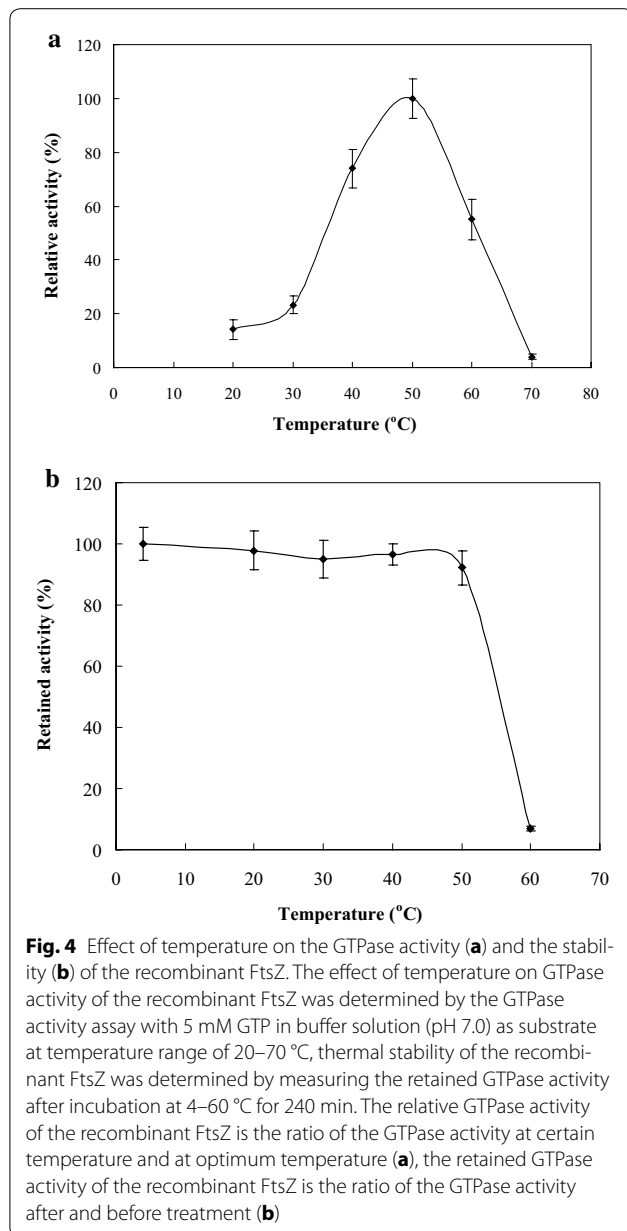 a
120
100
80
60
40
20
0
Relative activity (%)
0 10 20 30 40 50 60 70 80
Temperature (°C)
b
120
100
80
60
40
20
0
Retained activity (%)
0 10 20 30 40 50 60 70
Temperature (°C)
Fig. 4 Effect of temperature on the GTPase activity (a) and the stabil-
ity (b) of the recombinant FtsZ. The effect of temperature on GTPase
activity of the recombinant FtsZ was determined by the GTPase
activity assay with 5 mM GTP in buffer solution (pH 7.0) as substrate
at temperature range of 20–70 °C, thermal stability of the recombi-
nant FtsZ was determined by measuring the retained GTPase activity
after incubation at 4–60 °C for 240 min. The relative GTPase activity
of the recombinant FtsZ is the ratio of the GTPase activity at certain
temperature and at optimum temperature (a), the retained GTPase
activity of the recombinant FtsZ is the ratio of the GTPase activity
after and before treatment (b)